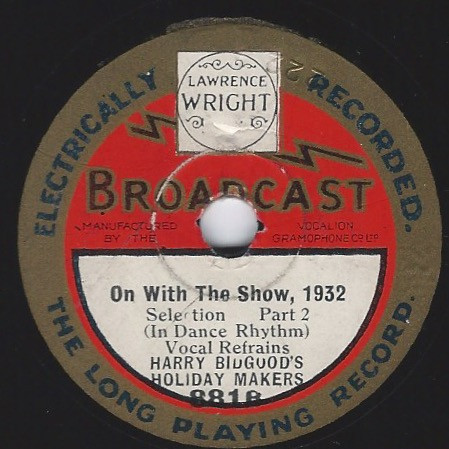 ELECTRICALLY RECORDED.
LAWRENCE
WRIGHT
BROADCAST
MANUFACTURED
BY THE
VOCALION
GRAMOPHONE Co Ltd
On With The Show, 1932
Selection Part 2
(In Dance Rhythm)
Vocal Refrains
HARRY BIDGOOD'S
HOLIDAY MAKERS
THE LONG PLAYING RECORD.